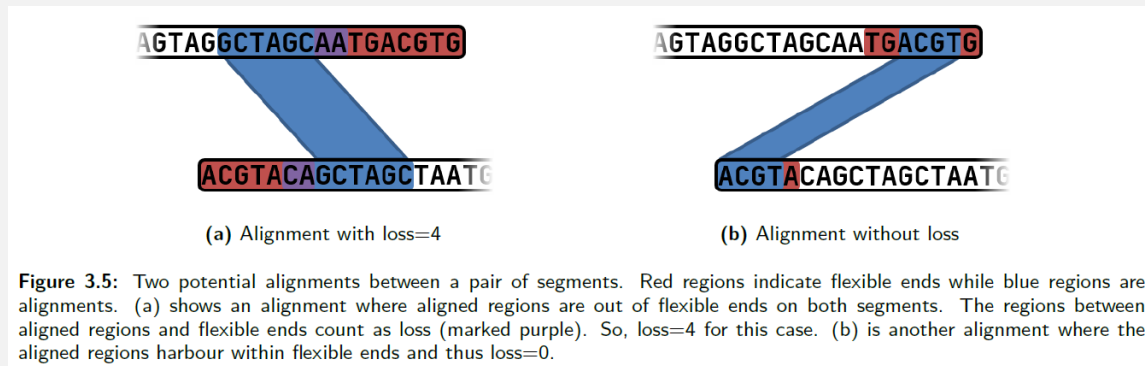 AGTAGGCTAGCAATGACGTG
AGTAGGCTAGCAATGACGTG
ACGTACAGCTAGCTAATG
ACGTACAGCTAGCTAATG
(a) Alignment with loss=4
(b) Alignment without loss
Figure 3.5: Two potential alignments between a pair of segments. Red regions indicate flexible ends while blue regions are
alignments. (a) shows an alignment where aligned regions are out of flexible ends on both segments. The regions between
aligned regions and flexible ends count as loss (marked purple). So, loss=4 for this case. (b) is another alignment where the
aligned regions harbour within flexible ends and thus loss=0.